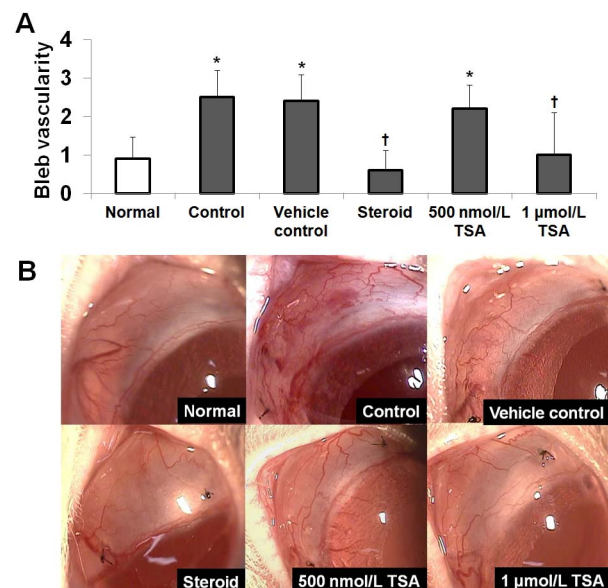 A
Bleb vascularity
4
3
2
1
0
*
*
†
*
†
Normal
Control
Vehicle
control
Steroid
500 nmol/L
TSA
1 µmol/L
TSA
B
Normal
Control
Vehicle control
Steroid
500 nmol/L TSA
1 µmol/L TSA